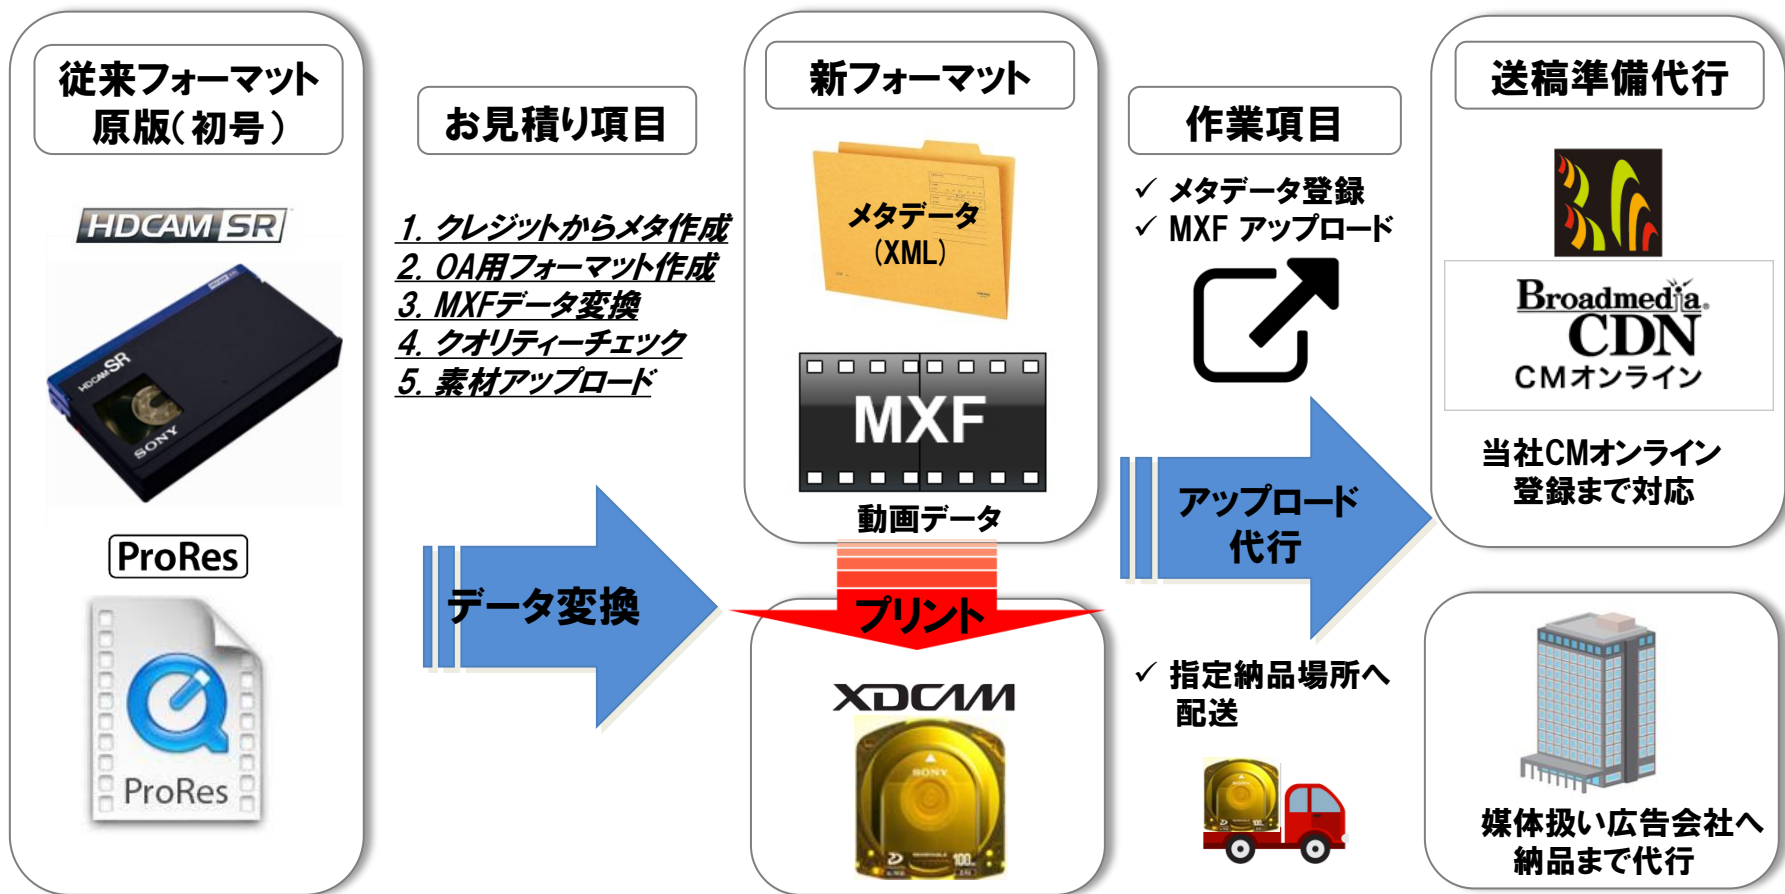 従来フォーマット
原版(初号)
HDCAM SR
HDCAM SR
SONY
ProRes
ProRes
お見積り項目
1. クレジットからメタ作成
2. OA用フォーマット作成
3. MXFデータ変換
4. クオリティーチェック
5. 素材アップロード
データ変換
新フォーマット
メタデータ
(XML)
MXF
動画データ
プリント
XDCAM
SONY
作業項目
✓ メタデータ登録
✓ MXF アップロード
アップロード
代行
✓ 指定納品場所へ
配送
送稿準備代行
Broadmedia®
CDN
CMオンライン
当社CMオンライン
登録まで対応
媒体扱い広告会社へ
納品まで代行